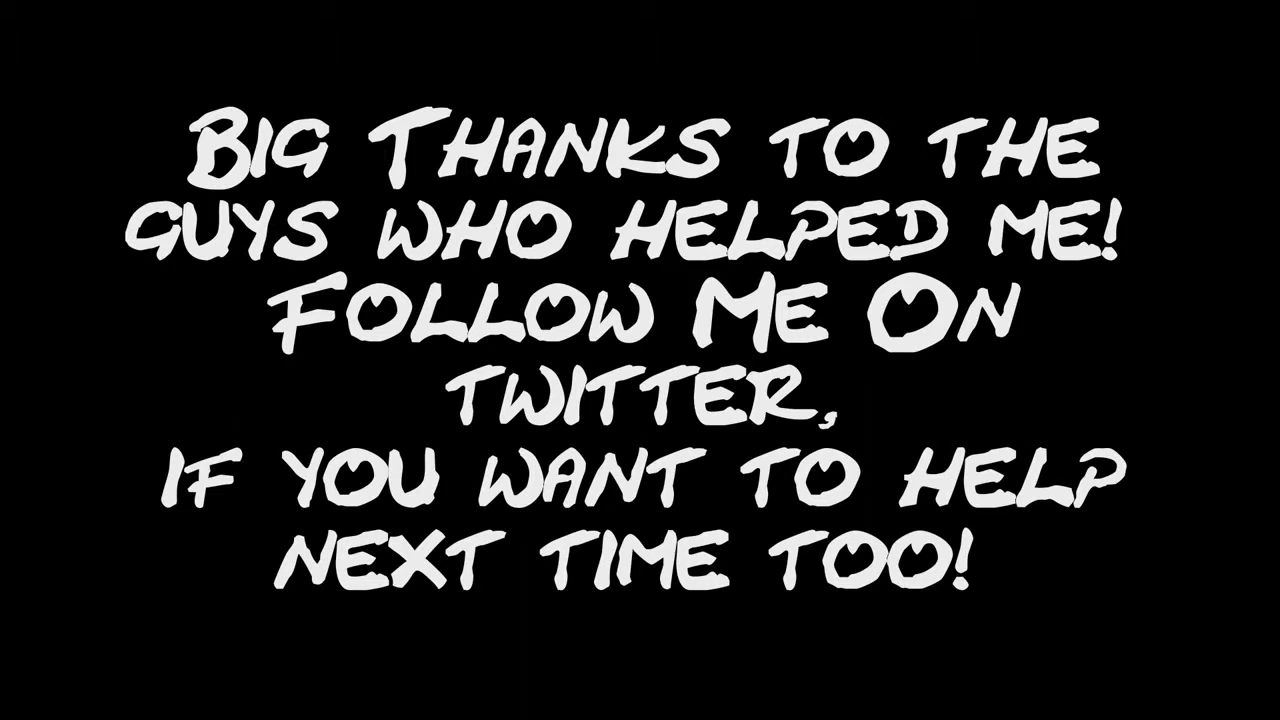 Big Thanks to the
guys who helped me!
Follow Me On
twitter,
if you want to help
next time too!